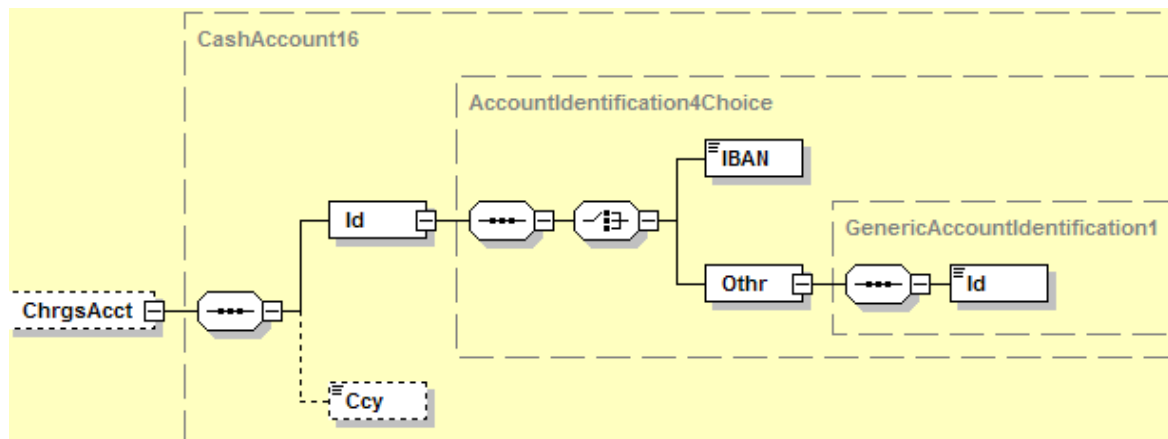 CashAccount16
AccountIdentification4Choice
IBAN
Id
GenericAccountIdentification1
Othr
Id
ChrgsAcct
Ccy